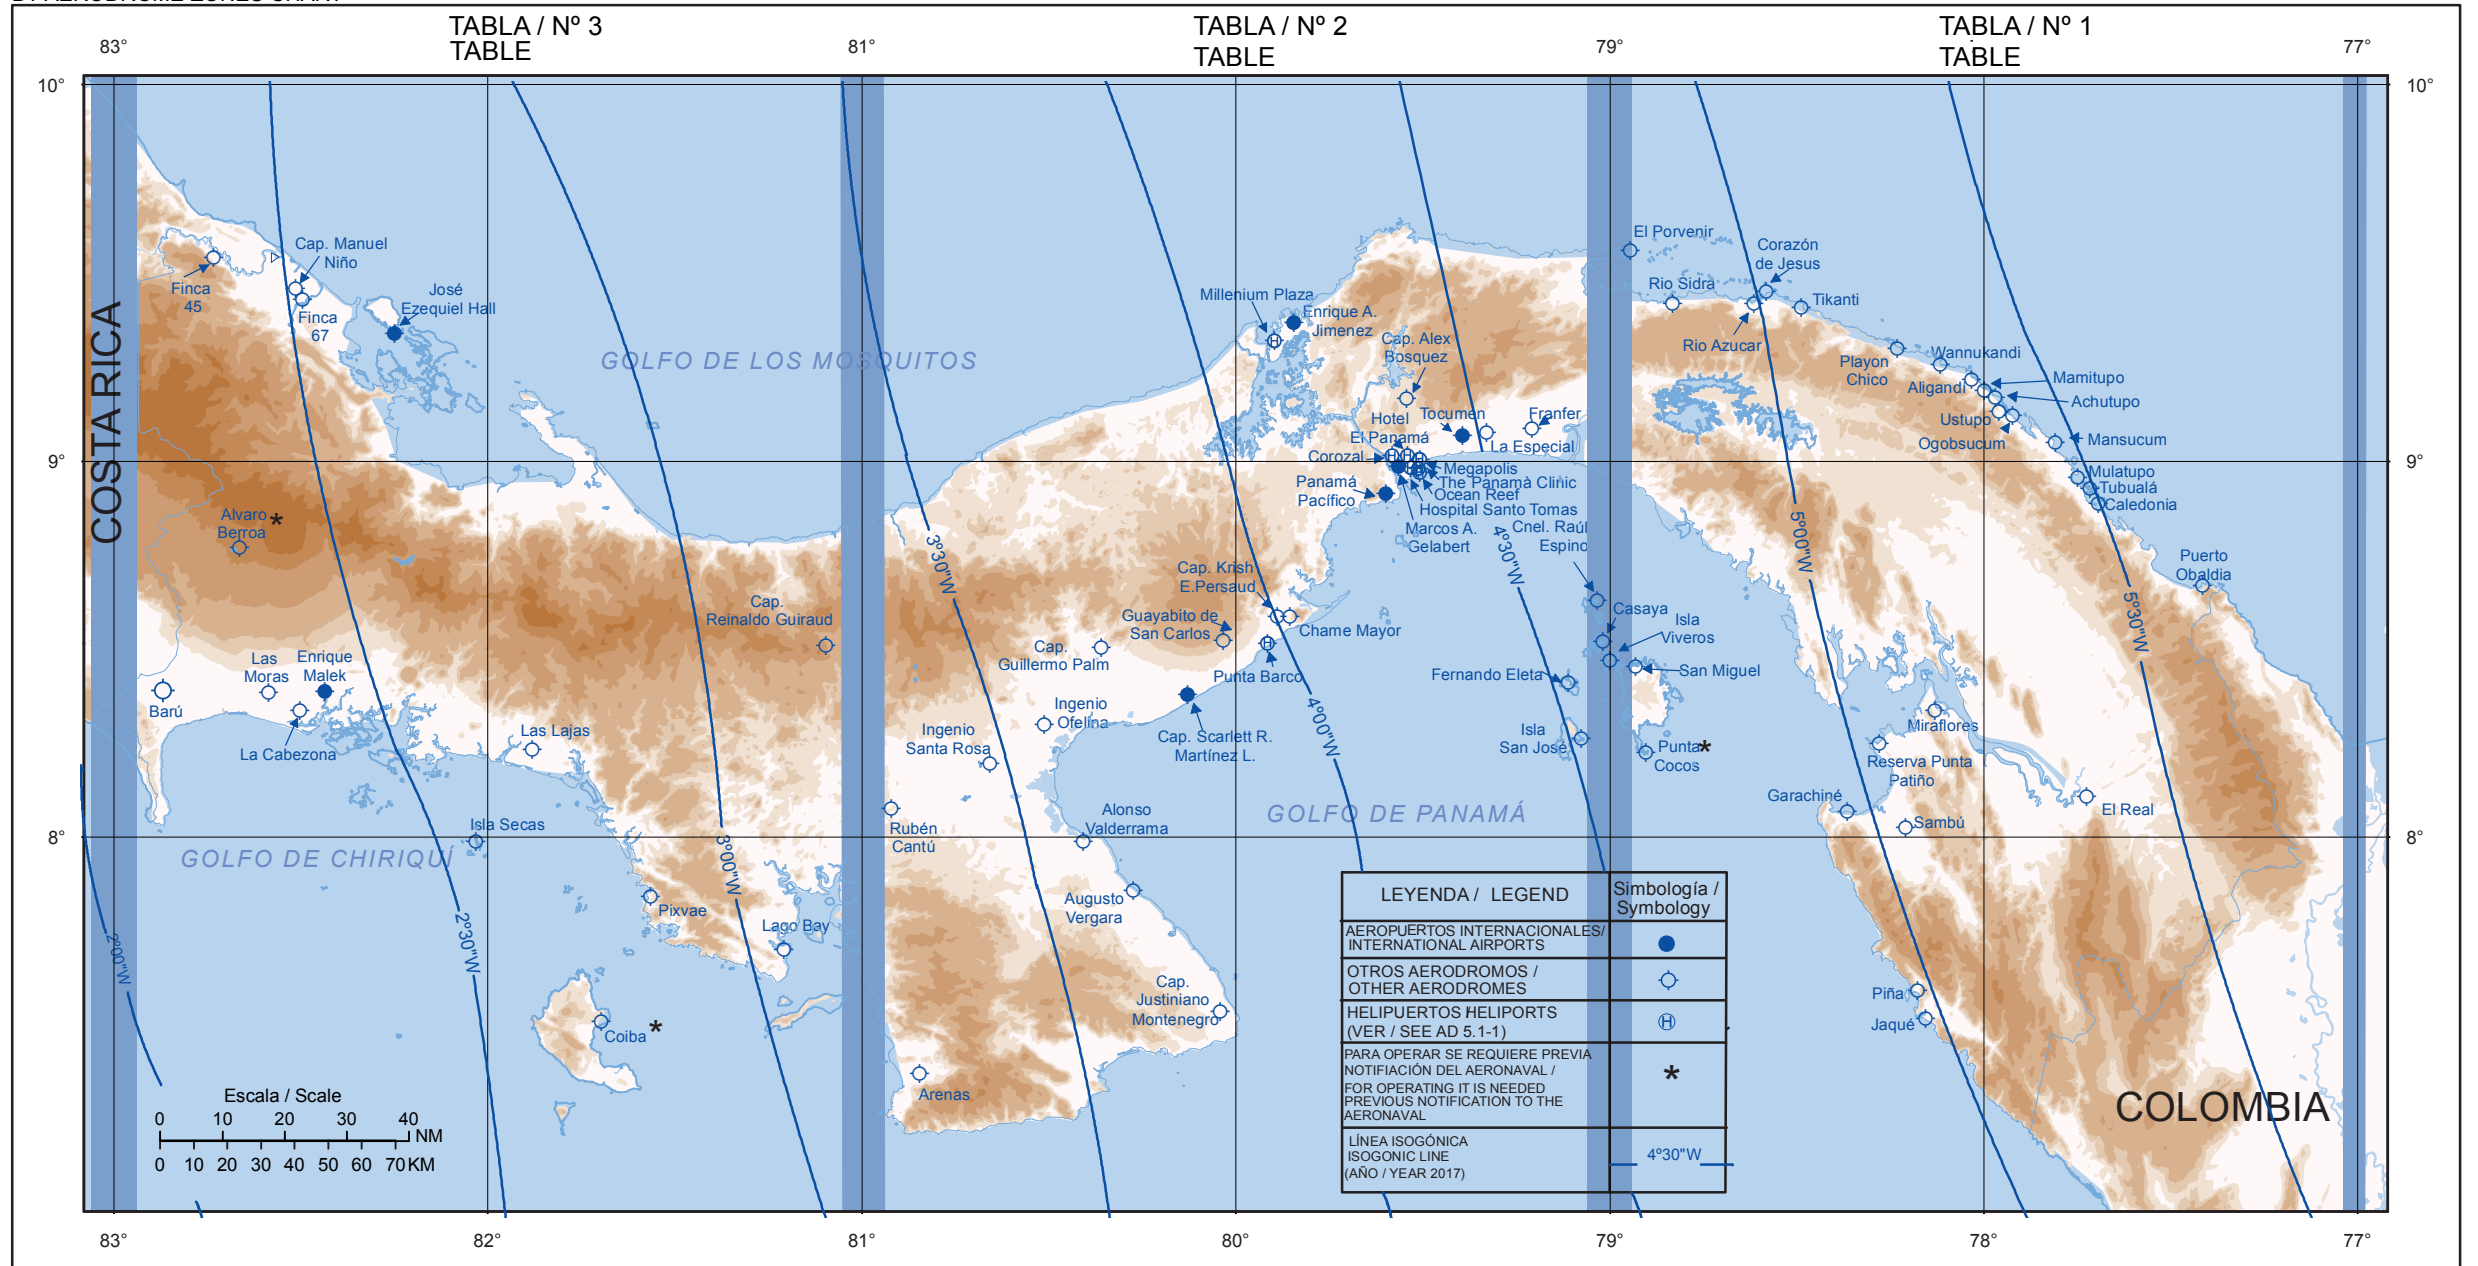 TABLA / Nº 3
TABLE
TABLA / Nº 2
TABLE
TABLA / Nº 1
TABLE
83°
81°
79°
77°
10°
10°
9°
9°
8°
8°
83°
82°
81°
80°
79°
78°
77°
COSTA RICA
COLOMBIA
GOLFO DE LOS MOSQUITOS
GOLFO DE CHIRIQUÍ
GOLFO DE PANAMÁ
Finca
45
Cap. Manuel
Niño
Finca
67
José
Ezequiel Hall
Alvaro
Berroa
*
Barú
Las
Moras
Enrique
Malek
La Cabezona
Las Lajas
Isla Secas
Pixvae
Lago Bay
Coiba
*
Cap.
Reinaldo Guiraud
2°00"W
2°30"W
3°00"W
3°30"W
4°00"W
4°30"W
5°00"W
5°30"W
Millenium Plaza
Enrique A.
Jimenez
Cap. Alex
Bosquez
Hotel
El Panamá
Tocumen
Franfer
La Especial
Corozal
Panamá
Pacífico
Megapolis
The Panamà Clinic
Ocean Reef
Hospital Santo Tomas
Marcos A.
Gelabert
Cnel. Raúl
Espino
Cap. Krish
E.Persaud
Guayabito de
San Carlos
Chame Mayor
Cap.
Guillermo Palm
Punta Barco
Ingenio
Ofelina
Ingenio
Santa Rosa
Cap. Scarlett R.
Martínez L.
Rubén
Cantú
Alonso
Valderrama
Augusto
Vergara
Cap.
Justiniano
Montenegro
Arenas
Casaya
Isla
Viveros
San Miguel
Fernando Eleta
Isla
San José
Punta
Cocos
*
El Porvenir
Corazón
de Jesus
Rio Sidra
Tikanti
Rio Azucar
Playon
Chico
Wannukandi
Aligandi
Mamitupo
Achutupo
Ustupo
Ogobsucum
Mansucum
Mulatupo
Tubualá
Caledonia
Puerto
Obaldia
Miraflores
Reserva Punta
Patiño
Garachiné
Sambú
El Real
Piña
Jaqué
Escala / Scale
0 10 20 30 40 NM
0 10 20 30 40 50 60 70 KM
LEYENDA / LEGEND
Simbología /
Symbology
AEROPUERTOS INTERNACIONALES/
INTERNATIONAL AIRPORTS
OTROS AERODROMOS /
OTHER AERODROMES
HELIPUERTOS HELIPORTS
(VER / SEE AD 5.1-1)
H
PARA OPERAR SE REQUIERE PREVIA
NOTIFIACIÓN DEL AERONAVAL /
FOR OPERATING IT IS NEEDED
PREVIOUS NOTIFICATION TO THE
AERONAVAL
*
LÍNEA ISOGÓNICA
ISOGONIC LINE
(AÑO / YEAR 2017)
4°30"W